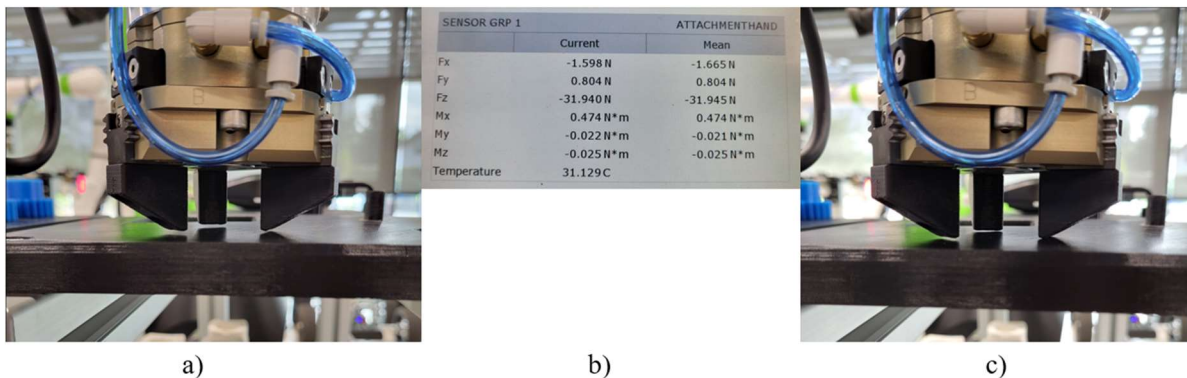 SENSOR GRP 1 ATTACHMENTHAND
Current Mean
Fx -1.598 N -1.665 N
Fy 0.804 N 0.804 N
Fz -31.940 N -31.945 N
Mx 0.474 N*m 0.474 N*m
My -0.022 N*m -0.021 N*m
Mz -0.025 N*m -0.025 N*m
Temperature 31.129 C
B
a) b) c)